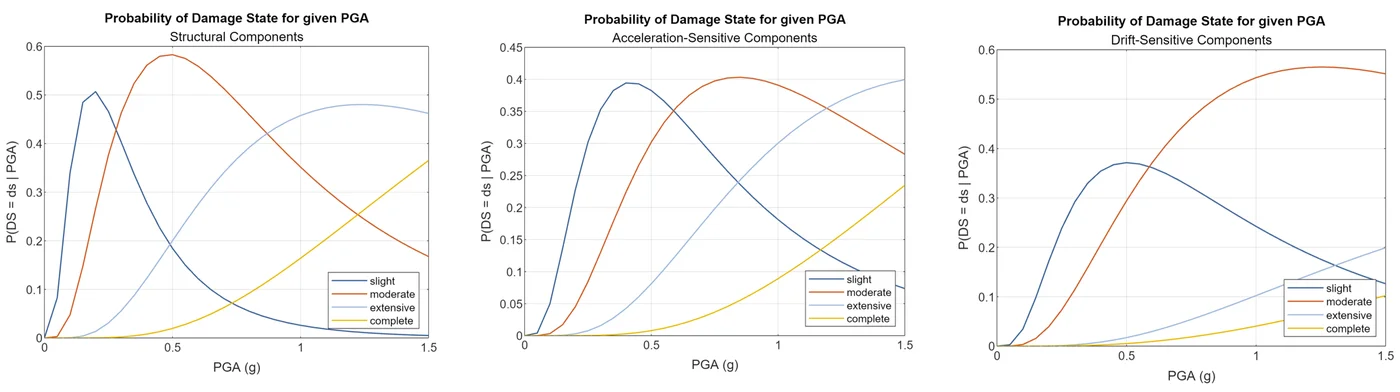 Probability of Damage State for given PGA
Structural Components
P(DS = ds | PGA)
0.6
0.5
0.4
0.3
0.2
0.1
0
0
0.5
1
1.5
PGA (g)
slight
moderate
extensive
complete
Probability of Damage State for given PGA
Acceleration-Sensitive Components
P(DS = ds | PGA)
0.45
0.4
0.35
0.3
0.25
0.2
0.15
0.1
0.05
0
0
0.5
1
1.5
PGA (g)
slight
moderate
extensive
complete
Probability of Damage State for given PGA
Drift-Sensitive Components
P(DS = ds | PGA)
0.6
0.5
0.4
0.3
0.2
0.1
0
0
0.5
1
1.5
PGA (g)
slight
moderate
extensive
complete